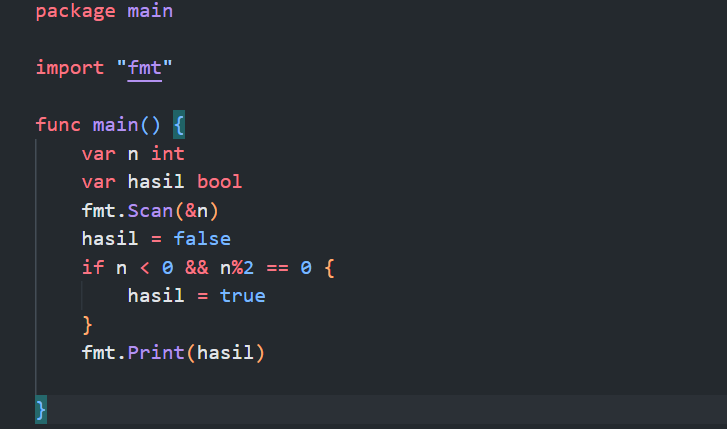 package main
import "fmt"
func main() {
var n int
var hasil bool
fmt.Scan(&n)
hasil = false
if n < 0 && n%2 == 0 {
hasil = true
}
fmt.Print(hasil)
}